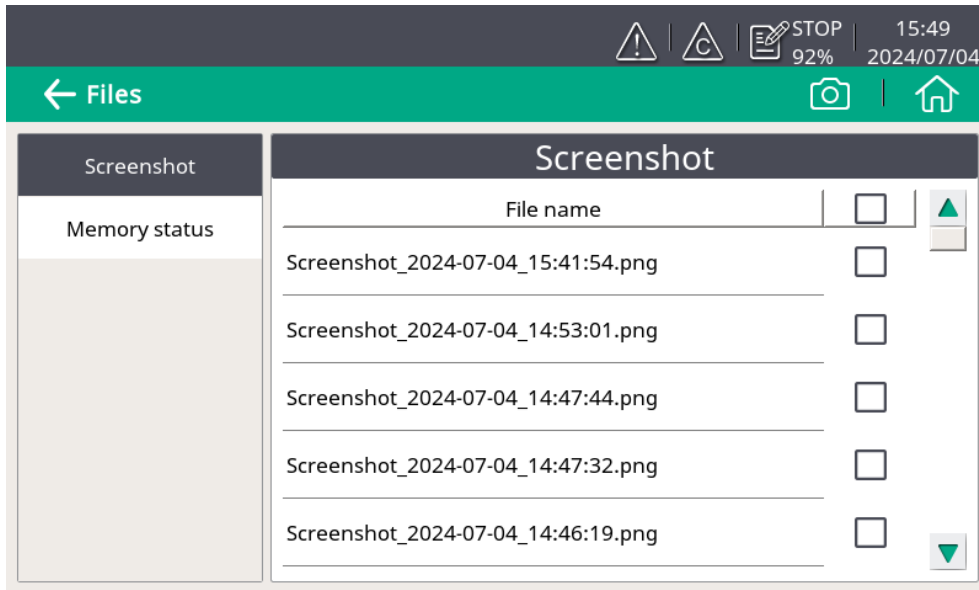 STOP 15:49
92% 2024/07/04
Files
Screenshot
Memory status
Screenshot
File name
Screenshot_2024-07-04_15:41:54.png
Screenshot_2024-07-04_14:53:01.png
Screenshot_2024-07-04_14:47:44.png
Screenshot_2024-07-04_14:47:32.png
Screenshot_2024-07-04_14:46:19.png